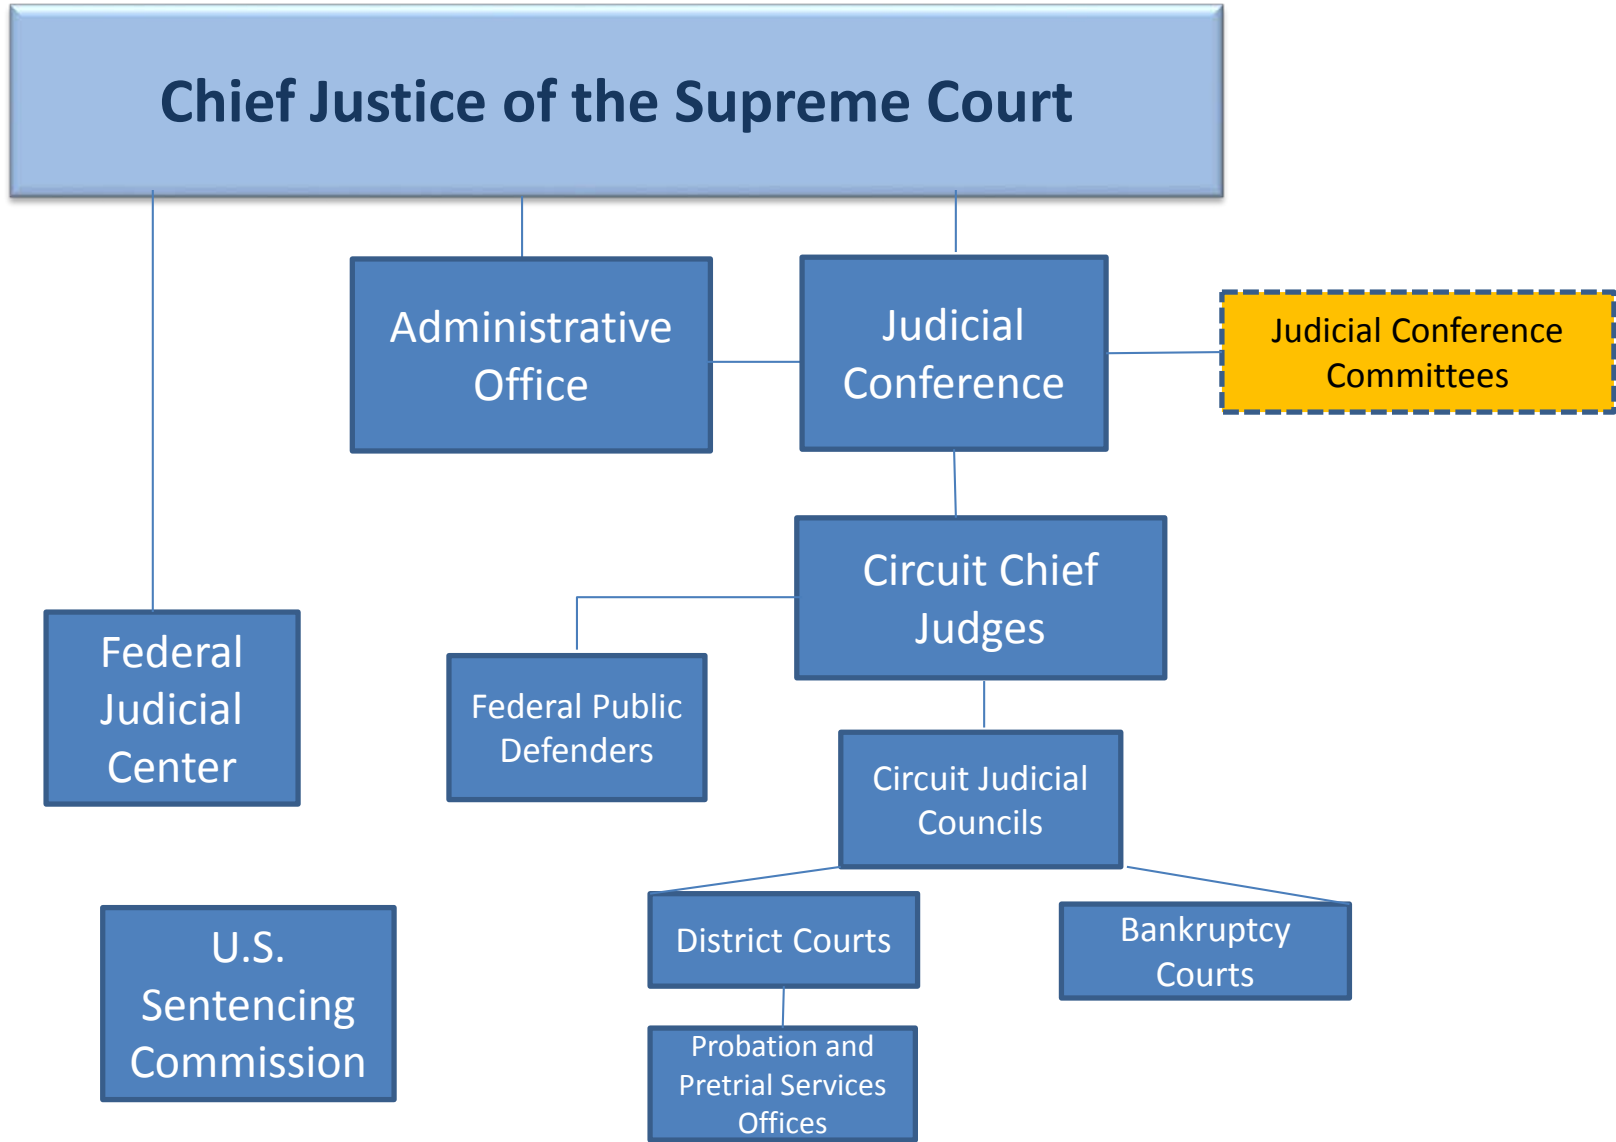 Chief Justice of the Supreme Court
Administrative
Office
Judicial
Conference
Judicial Conference
Committees
Circuit Chief
Judges
Federal
Judicial
Center
Federal Public
Defenders
Circuit Judicial
Councils
U.S.
Sentencing
Commission
District Courts
Bankruptcy
Courts
Probation and
Pretrial Services
Offices